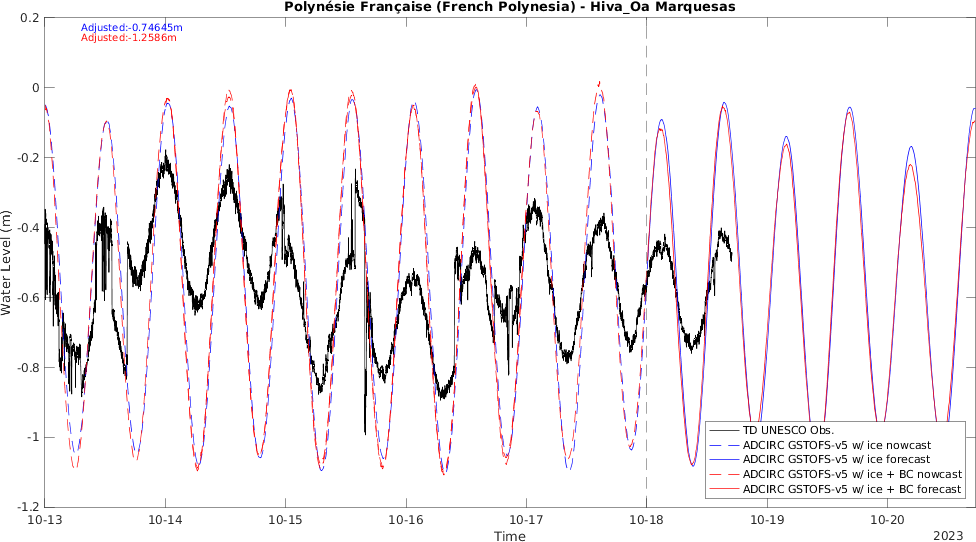 Polynésie Française (French Polynesia) - Hiva_Oa Marquesas
Adjusted:-0.74645m
Adjusted:-1.2586m
0.2
0
-0.2
-0.4
-0.6
-0.8
-1
-1.2
Water Level (m)
TD UNESCO Obs.
ADCIRC GSTOFS-v5 w/ ice nowcast
ADCIRC GSTOFS-v5 w/ ice forecast
ADCIRC GSTOFS-v5 w/ ice + BC nowcast
ADCIRC GSTOFS-v5 w/ ice + BC forecast
10-13 10-14 10-15 10-16 10-17 10-18 10-19 10-20
Time
2023